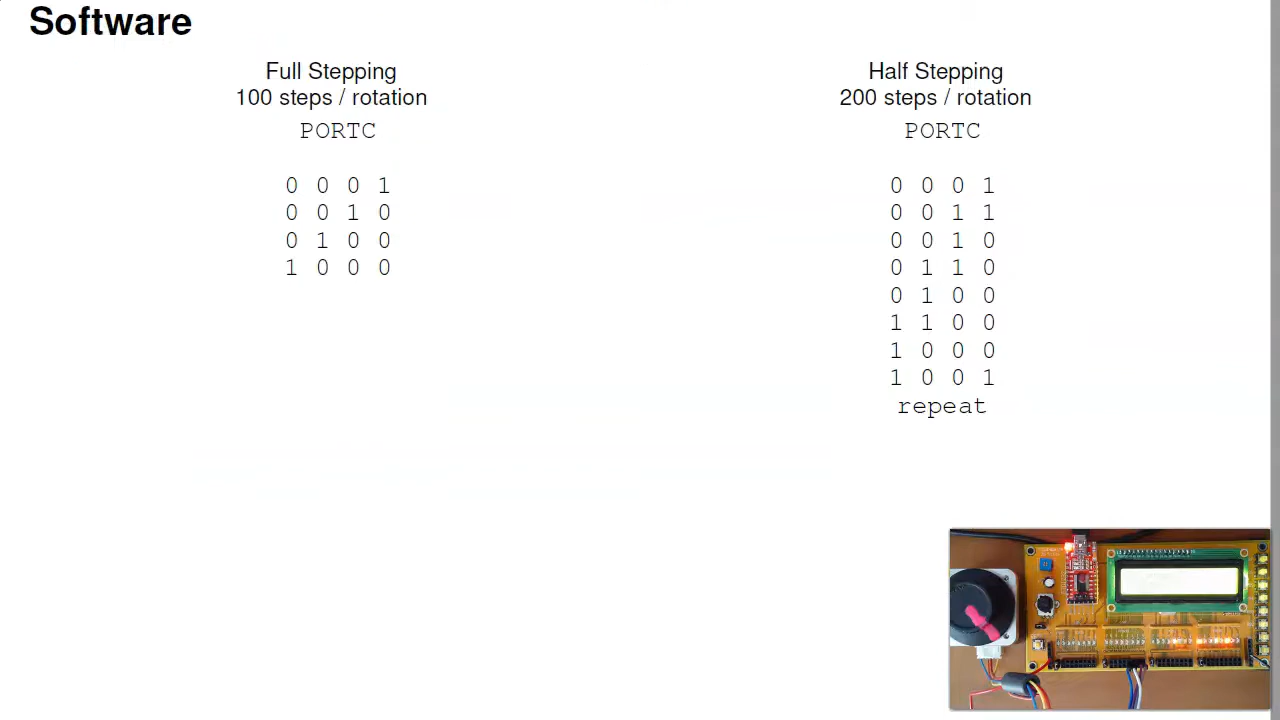 Software
Full Stepping
100 steps / rotation
PORTC
0 0 0 1
0 0 1 0
0 1 0 0
1 0 0 0
Half Stepping
200 steps / rotation
PORTC
0 0 0 1
0 0 1 1
0 0 1 0
0 1 1 0
0 1 0 0
1 1 0 0
1 0 0 0
1 0 0 1
repeat